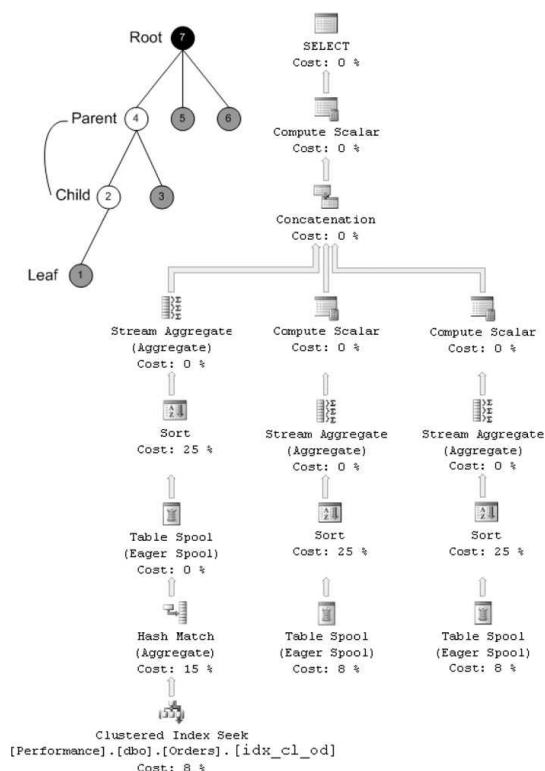 Root
7
Parent
4
5
6
Child
2
3
Leaf
1
SELECT
Cost: 0 %
Compute Scalar
Cost: 0 %
Concatenation
Cost: 0 %
Stream Aggregate
(Aggregate)
Cost: 0 %
Sort
Cost: 25 %
Table Spool
(Eager Spool)
Cost: 0 %
Hash Match
(Aggregate)
Cost: 15 %
Clustered Index Seek
[Performance].[dbo].[Orders].[idx_cl_od]
Cost: 8 %
Compute Scalar
Cost: 0 %
Stream Aggregate
(Aggregate)
Cost: 0 %
Sort
Cost: 25 %
Table Spool
(Eager Spool)
Cost: 8 %
Compute Scalar
Cost: 0 %
Stream Aggregate
(Aggregate)
Cost: 0 %
Sort
Cost: 25 %
Table Spool
(Eager Spool)
Cost: 8 %